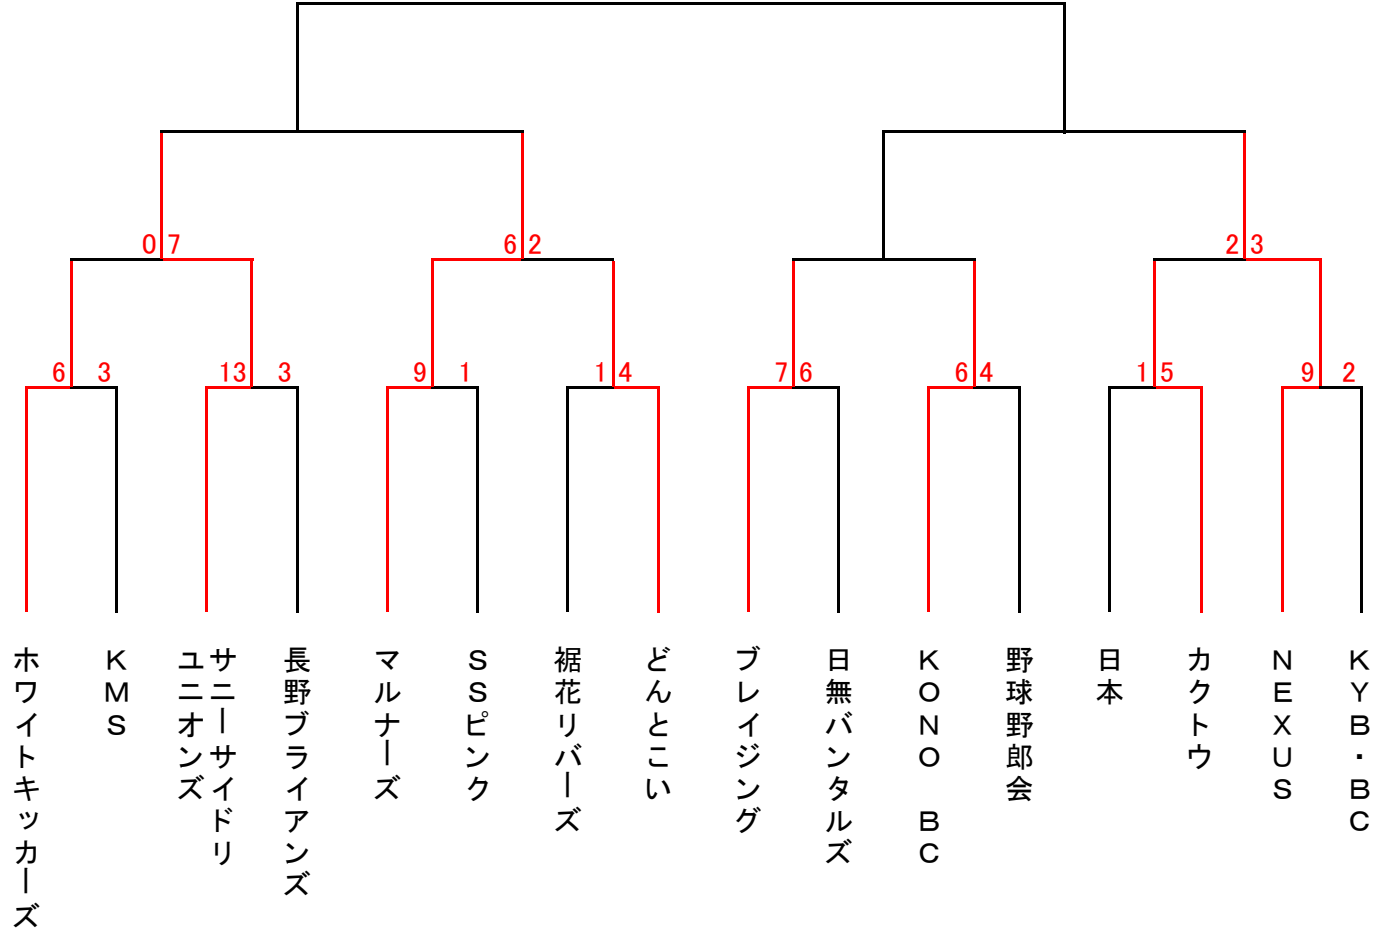 0 7
6 2
2 3
6 3
13 3
9 1
1 4
7 6
6 4
1 5
9 2
ホワイトキッカーズ
KMS
サニーサイドリ
ユニオンズ
長野ブライアンズ
マルナーズ
SSピンク
裾花リバーズ
どんとこい
ブレイジング
日無バンタルズ
KONO BC
野球野郎会
日本
カクトウ
NEXUS
KYB・BC